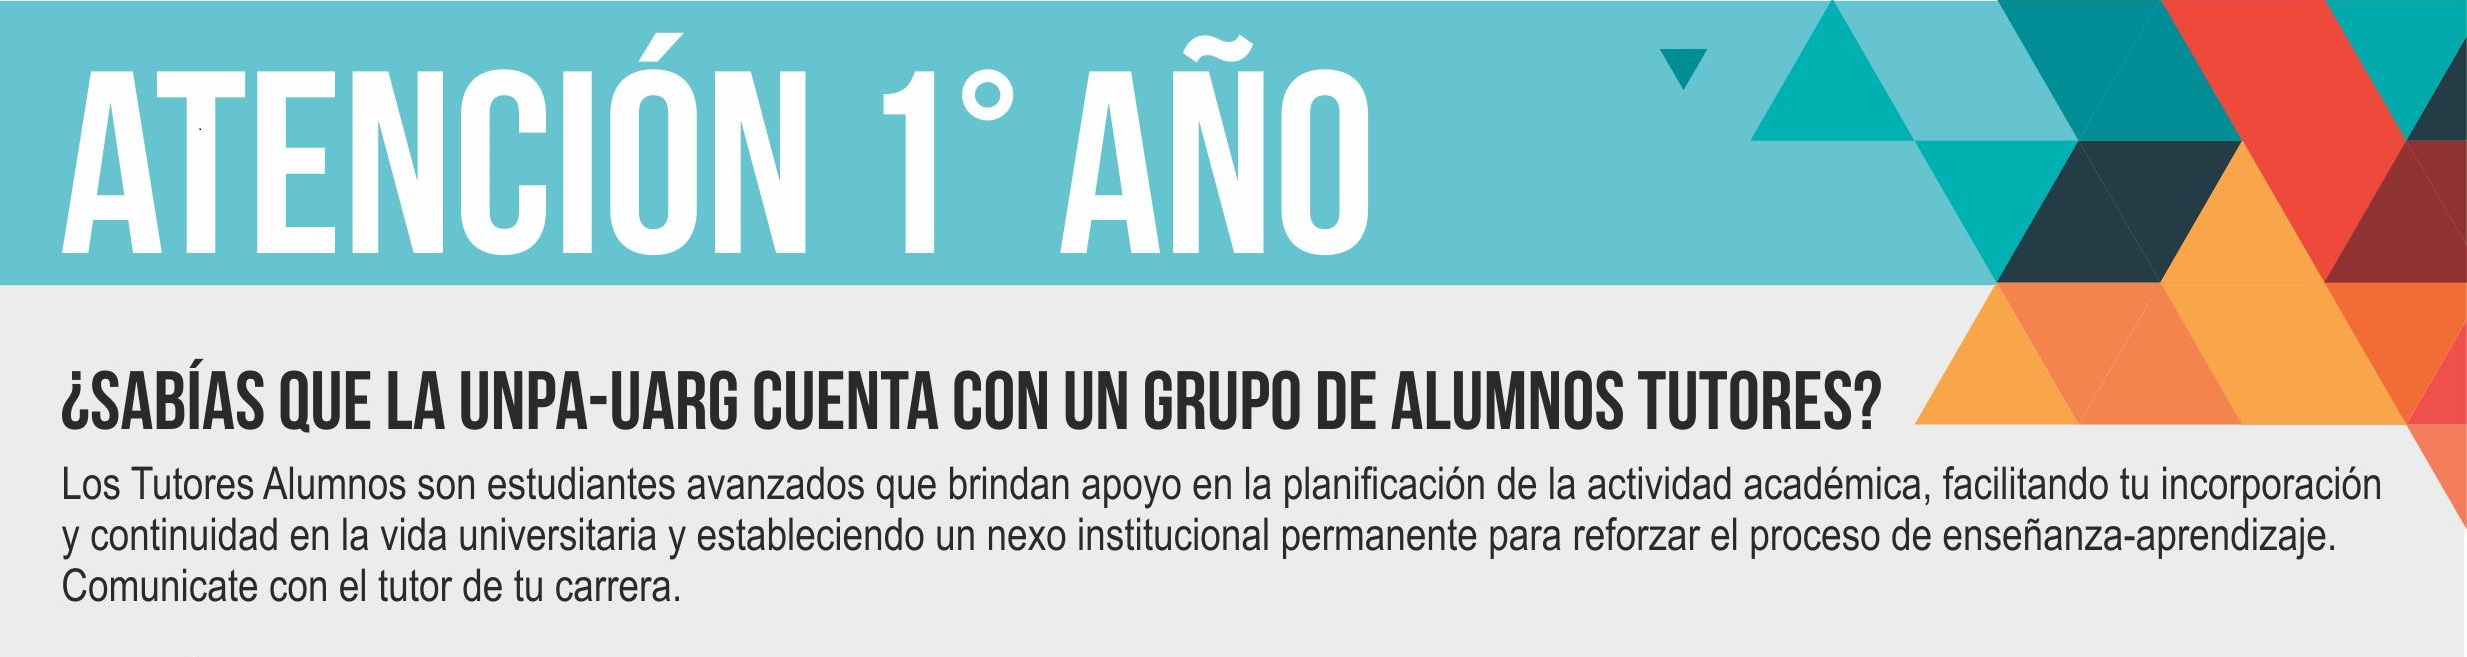 ATENCIÓN 1° AÑO
¿SABÍAS QUE LA UNPA-UARG CUENTA CON UN GRUPO DE ALUMNOS TUTORES?
Los Tutores Alumnos son estudiantes avanzados que brindan apoyo en la planificación de la actividad académica, facilitando tu incorporación
y continuidad en la vida universitaria y estableciendo un nexo institucional permanente para reforzar el proceso de enseñanza-aprendizaje.
Comunicate con el tutor de tu carrera.